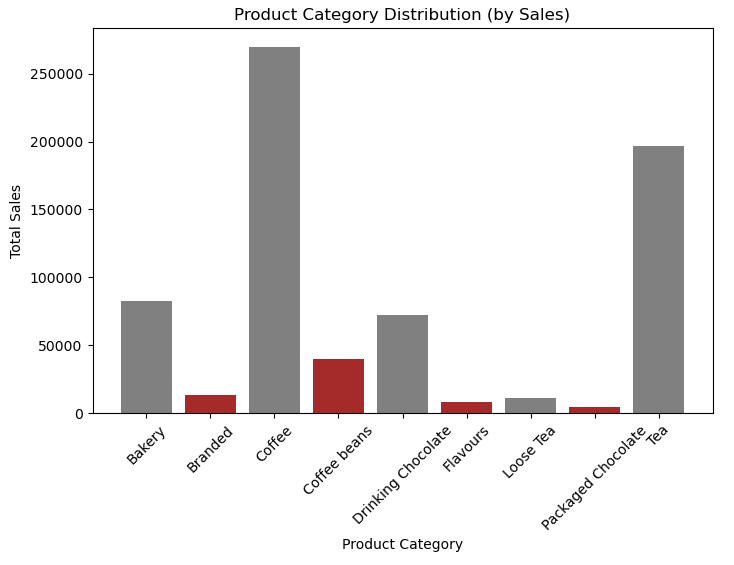 Product Category Distribution (by Sales)
Total Sales
250000
200000
150000
100000
50000
0
Bakery
Branded
Coffee
Coffee beans
Drinking Chocolate
Flavours
Loose Tea
Packaged Chocolate
Tea
Product Category